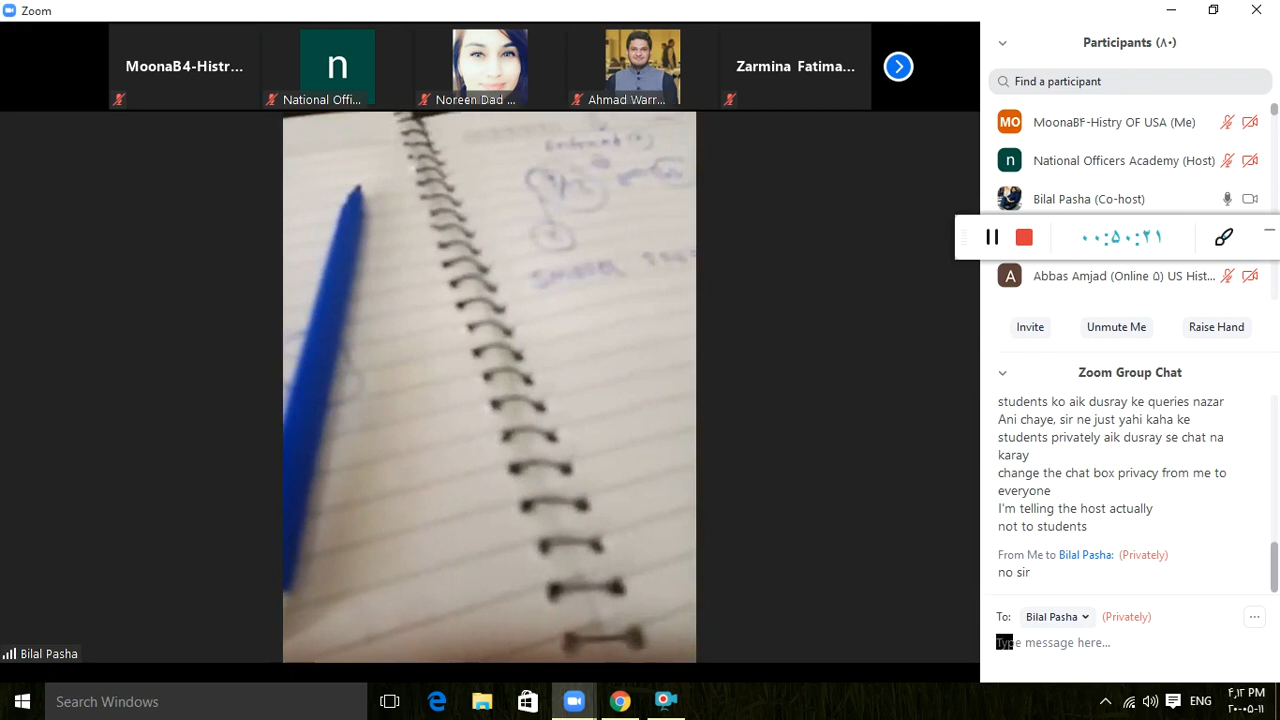 Zoom
MoonaB4-Histr...
n
National Offi...
Noreen Dad ...
Ahmad Warr...
Zarmina Fatima...
Bilal Pasha
Participants (۸۰)
Find a participant
MO
MoonaB۴-Histry OF USA (Me)
n
National Officers Academy (Host)
Bilal Pasha (Co-host)
۰۰:۵۰:۲۱
A
Abbas Amjad (Online ۵) US Hist...
Invite
Unmute Me
Raise Hand
Zoom Group Chat
students ko aik dusray ke queries nazar
Ani chaye, sir ne just yahi kaha ke
students privately aik dusray se chat na
karay
change the chat box privacy from me to
everyone
I'm telling the host actually
not to students
From Me to Bilal Pasha: (Privately)
no sir
To: Bilal Pasha (Privately)
Type message here...
Search Windows
ENG
۴:۱۲ PM
۲۰۲۰-۰۵-۱۱